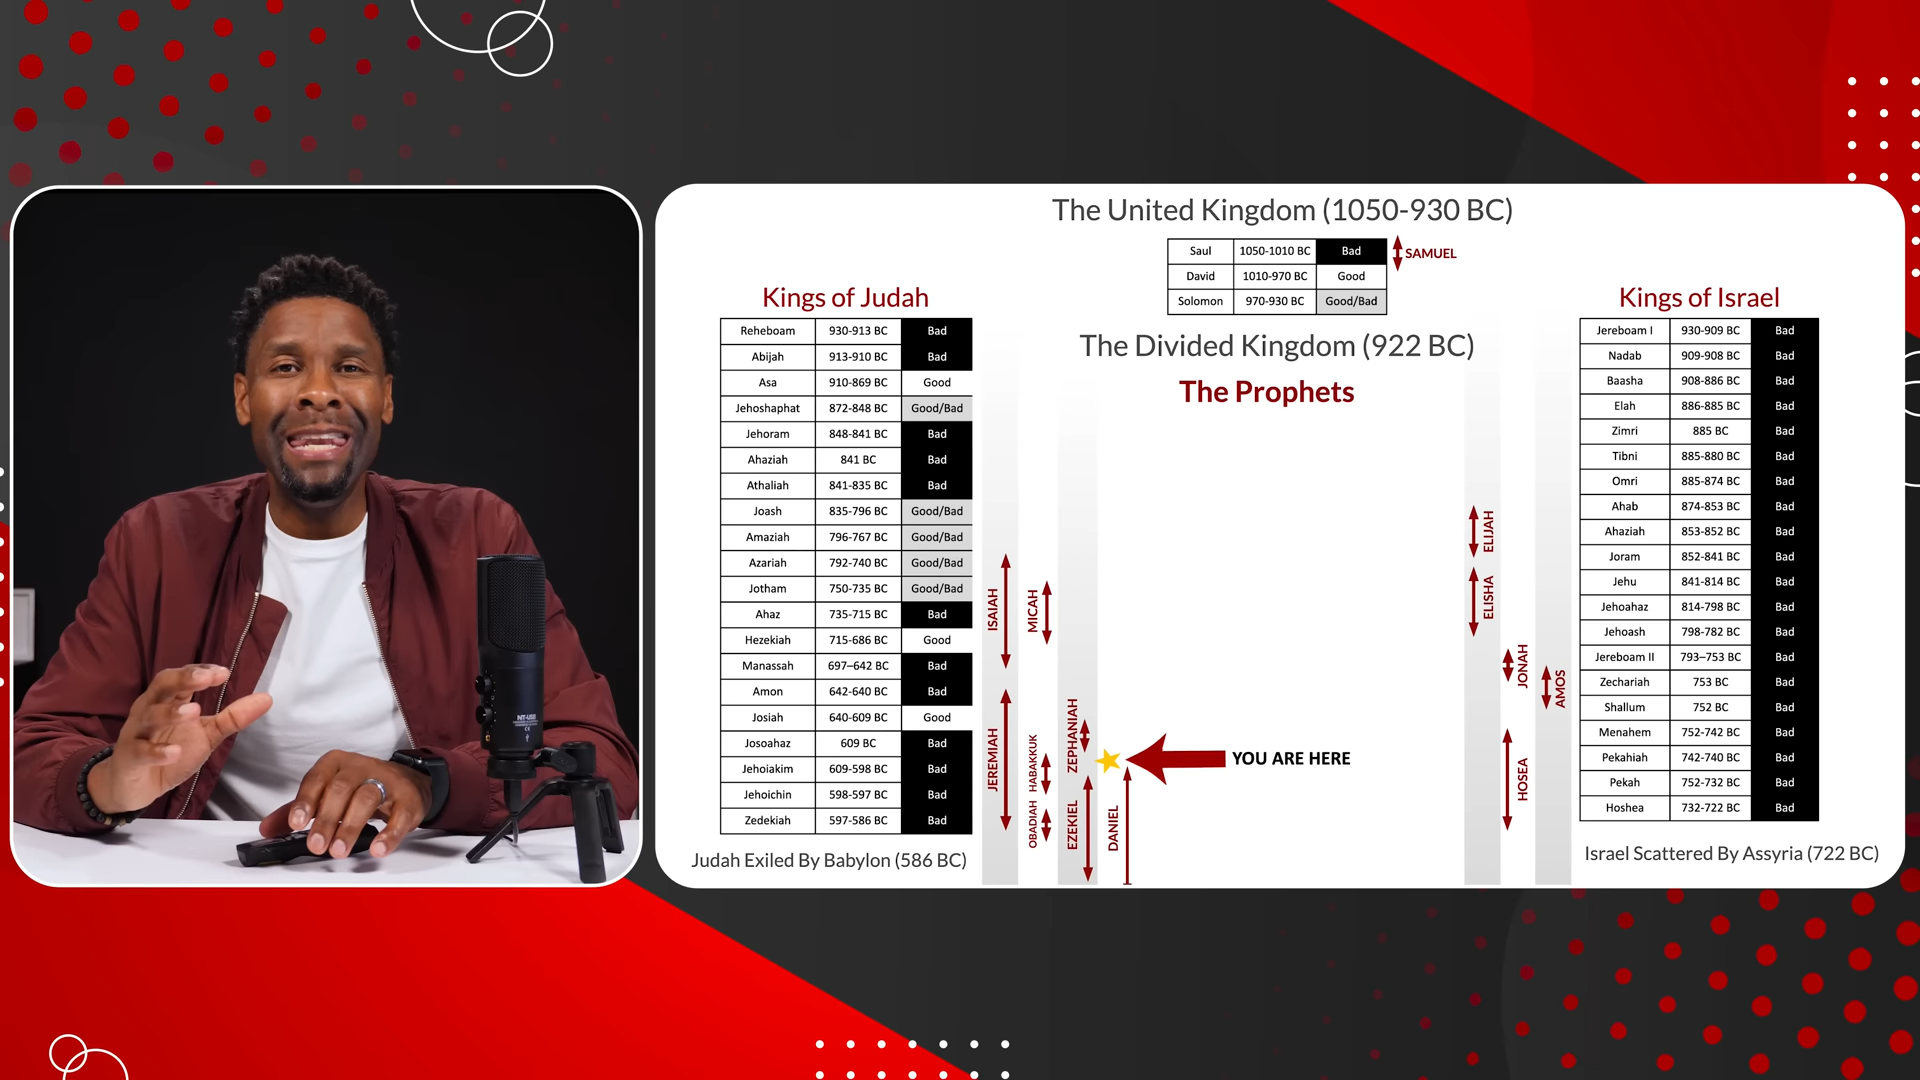 The United Kingdom (1050-930 BC)
Saul 1050-1010 BC Bad
David 1010-970 BC Good
Solomon 970-930 BC Good/Bad
SAMUEL
Kings of Judah
Reheboam 930-913 BC Bad
Abijah 913-910 BC Bad
Asa 910-869 BC Good
Jehoshaphat 872-848 BC Good/Bad
Jehoram 848-841 BC Bad
Ahaziah 841 BC Bad
Athaliah 841-835 BC Bad
Joash 835-796 BC Good/Bad
Amaziah 796-767 BC Good/Bad
Azariah 792-740 BC Good/Bad
Jotham 750-735 BC Good/Bad
Ahaz 735-715 BC Bad
Hezekiah 715-686 BC Good
Manassah 697–642 BC Bad
Amon 642-640 BC Bad
Josiah 640-609 BC Good
Josoahaz 609 BC Bad
Jehoiakim 609-598 BC Bad
Jehoichin 598-597 BC Bad
Zedekiah 597-586 BC Bad
Judah Exiled By Babylon (586 BC)
The Divided Kingdom (922 BC)
The Prophets
ISAIAH
MICAH
JEREMIAH
HABAKKUK
OBADIAH
ZEPHANIAH
EZEKIEL
DANIEL
YOU ARE HERE
ELIJAH
ELISHA
JONAH
AMOS
HOSEA
Kings of Israel
Jereboam I 930-909 BC Bad
Nadab 909-908 BC Bad
Baasha 908-886 BC Bad
Elah 886-885 BC Bad
Zimri 885 BC Bad
Tibni 885-880 BC Bad
Omri 885-874 BC Bad
Ahab 874-853 BC Bad
Ahaziah 853-852 BC Bad
Joram 852-841 BC Bad
Jehu 841-814 BC Bad
Jehoahaz 814-798 BC Bad
Jehoash 798-782 BC Bad
Jereboam II 793–753 BC Bad
Zechariah 753 BC Bad
Shallum 752 BC Bad
Menahem 752-742 BC Bad
Pekahiah 742-740 BC Bad
Pekah 752-732 BC Bad
Hoshea 732-722 BC Bad
Israel Scattered By Assyria (722 BC)
NT-USB